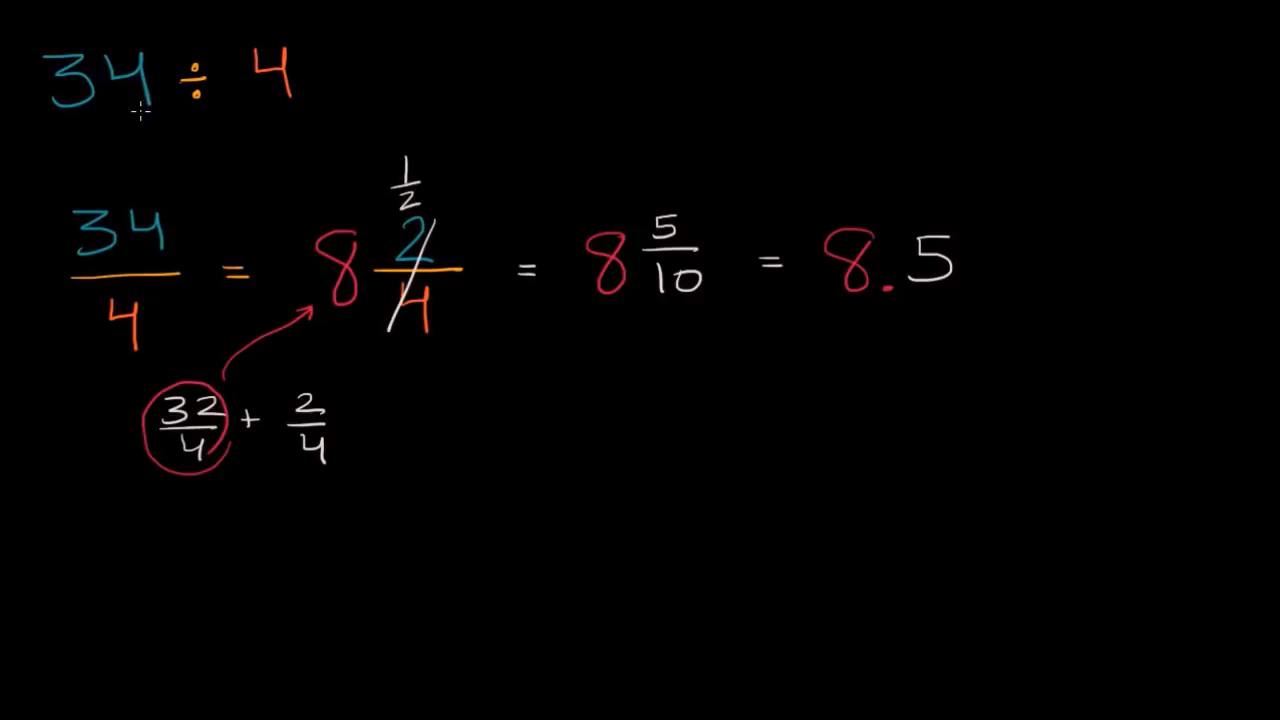 34 ÷ 4
34/4 = 8 2/4 1/2 = 8 5/10 = 8.5
32/4 + 2/4